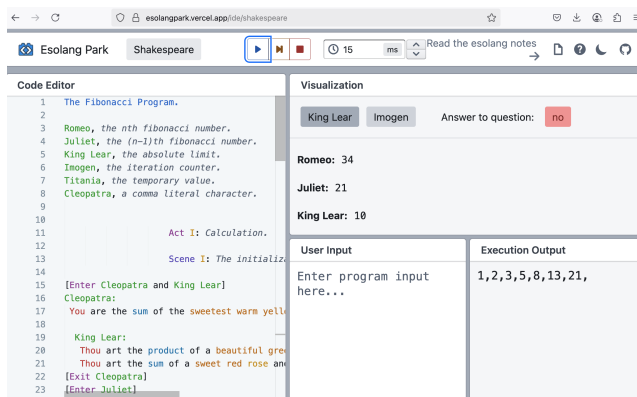 esolangpark.vercel.app/ide/shakespeare
Esolang Park
Shakespeare
15
ms
Read the
esolang notes
Code Editor
1 The Fibonacci Program.
2
3 Romeo, the nth fibonacci number.
4 Juliet, the (n-1)th fibonacci number.
5 King Lear, the absolute limit.
6 Imogen, the iteration counter.
7 Titania, the temporary value.
8 Cleopatra, a comma literal character.
9
10
11 Act I: Calculation.
12
13 Scene I: The initializa
14
15 [Enter Cleopatra and King Lear]
16 Cleopatra:
17 You are the sum of the sweetest warm yell
18
19 King Lear:
20 Thou art the product of a beautiful gree
21 Thou art the sum of a sweet red rose and
22 [Exit Cleopatra]
23 [Enter Juliet]
Visualization
King Lear
Imogen
Answer to question:
no
Romeo: 34
Juliet: 21
King Lear: 10
User Input
Enter program input
here...
Execution Output
1,2,3,5,8,13,21,